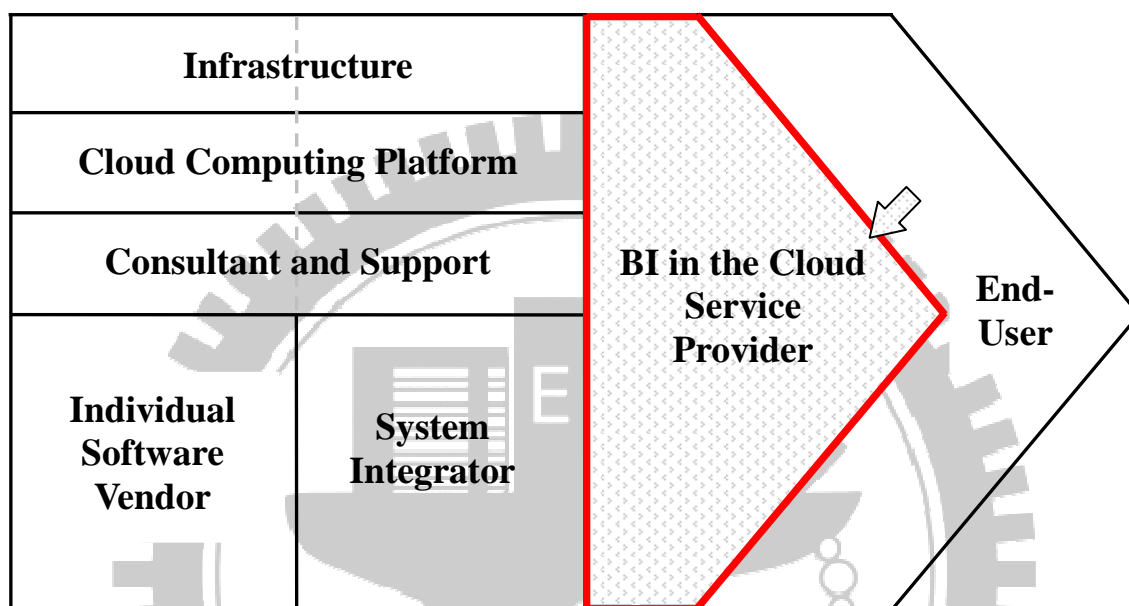 Infrastructure
Cloud Computing Platform
Consultant and Support
Individual
Software
Vendor
System
Integrator
BI in the Cloud
Service
Provider
End-
User
E